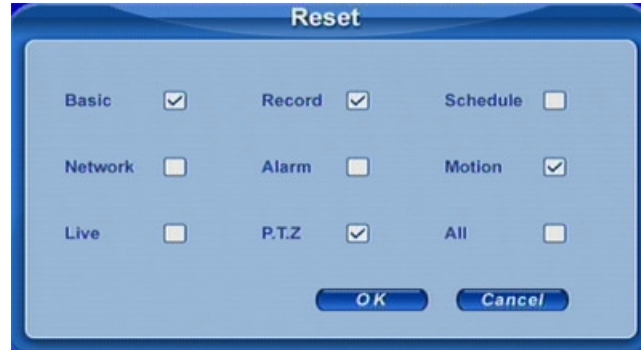 Reset
Basic Record Schedule
Network Alarm Motion
Live P.T.Z All
OK Cancel